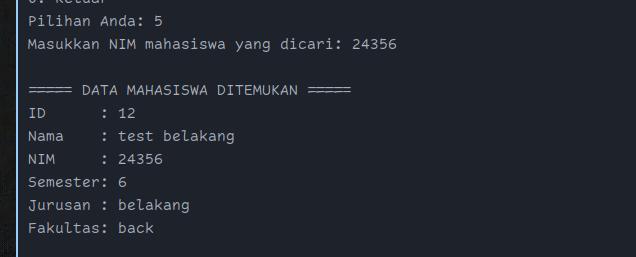 0. Keluar
Pilihan Anda: 5
Masukkan NIM mahasiswa yang dicari: 24356
===== DATA MAHASISWA DITEMUKAN =====
ID      : 12
Nama    : test belakang
NIM     : 24356
Semester: 6
Jurusan : belakang
Fakultas: back